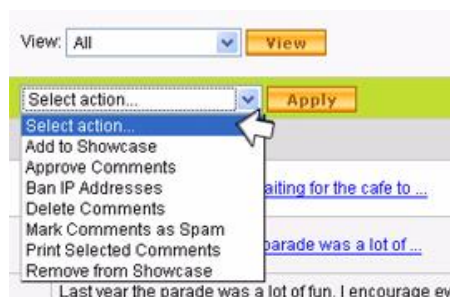 View: All View
Select action... Apply
Select action...
Add to Showcase
Approve Comments
Ban IP Addresses
aiting for the cafe to ...
Delete Comments
Mark Comments as Spam
Print Selected Comments
parade was a lot of ...
Remove from Showcase
Last year the parade was a lot of fun. I encourage ev